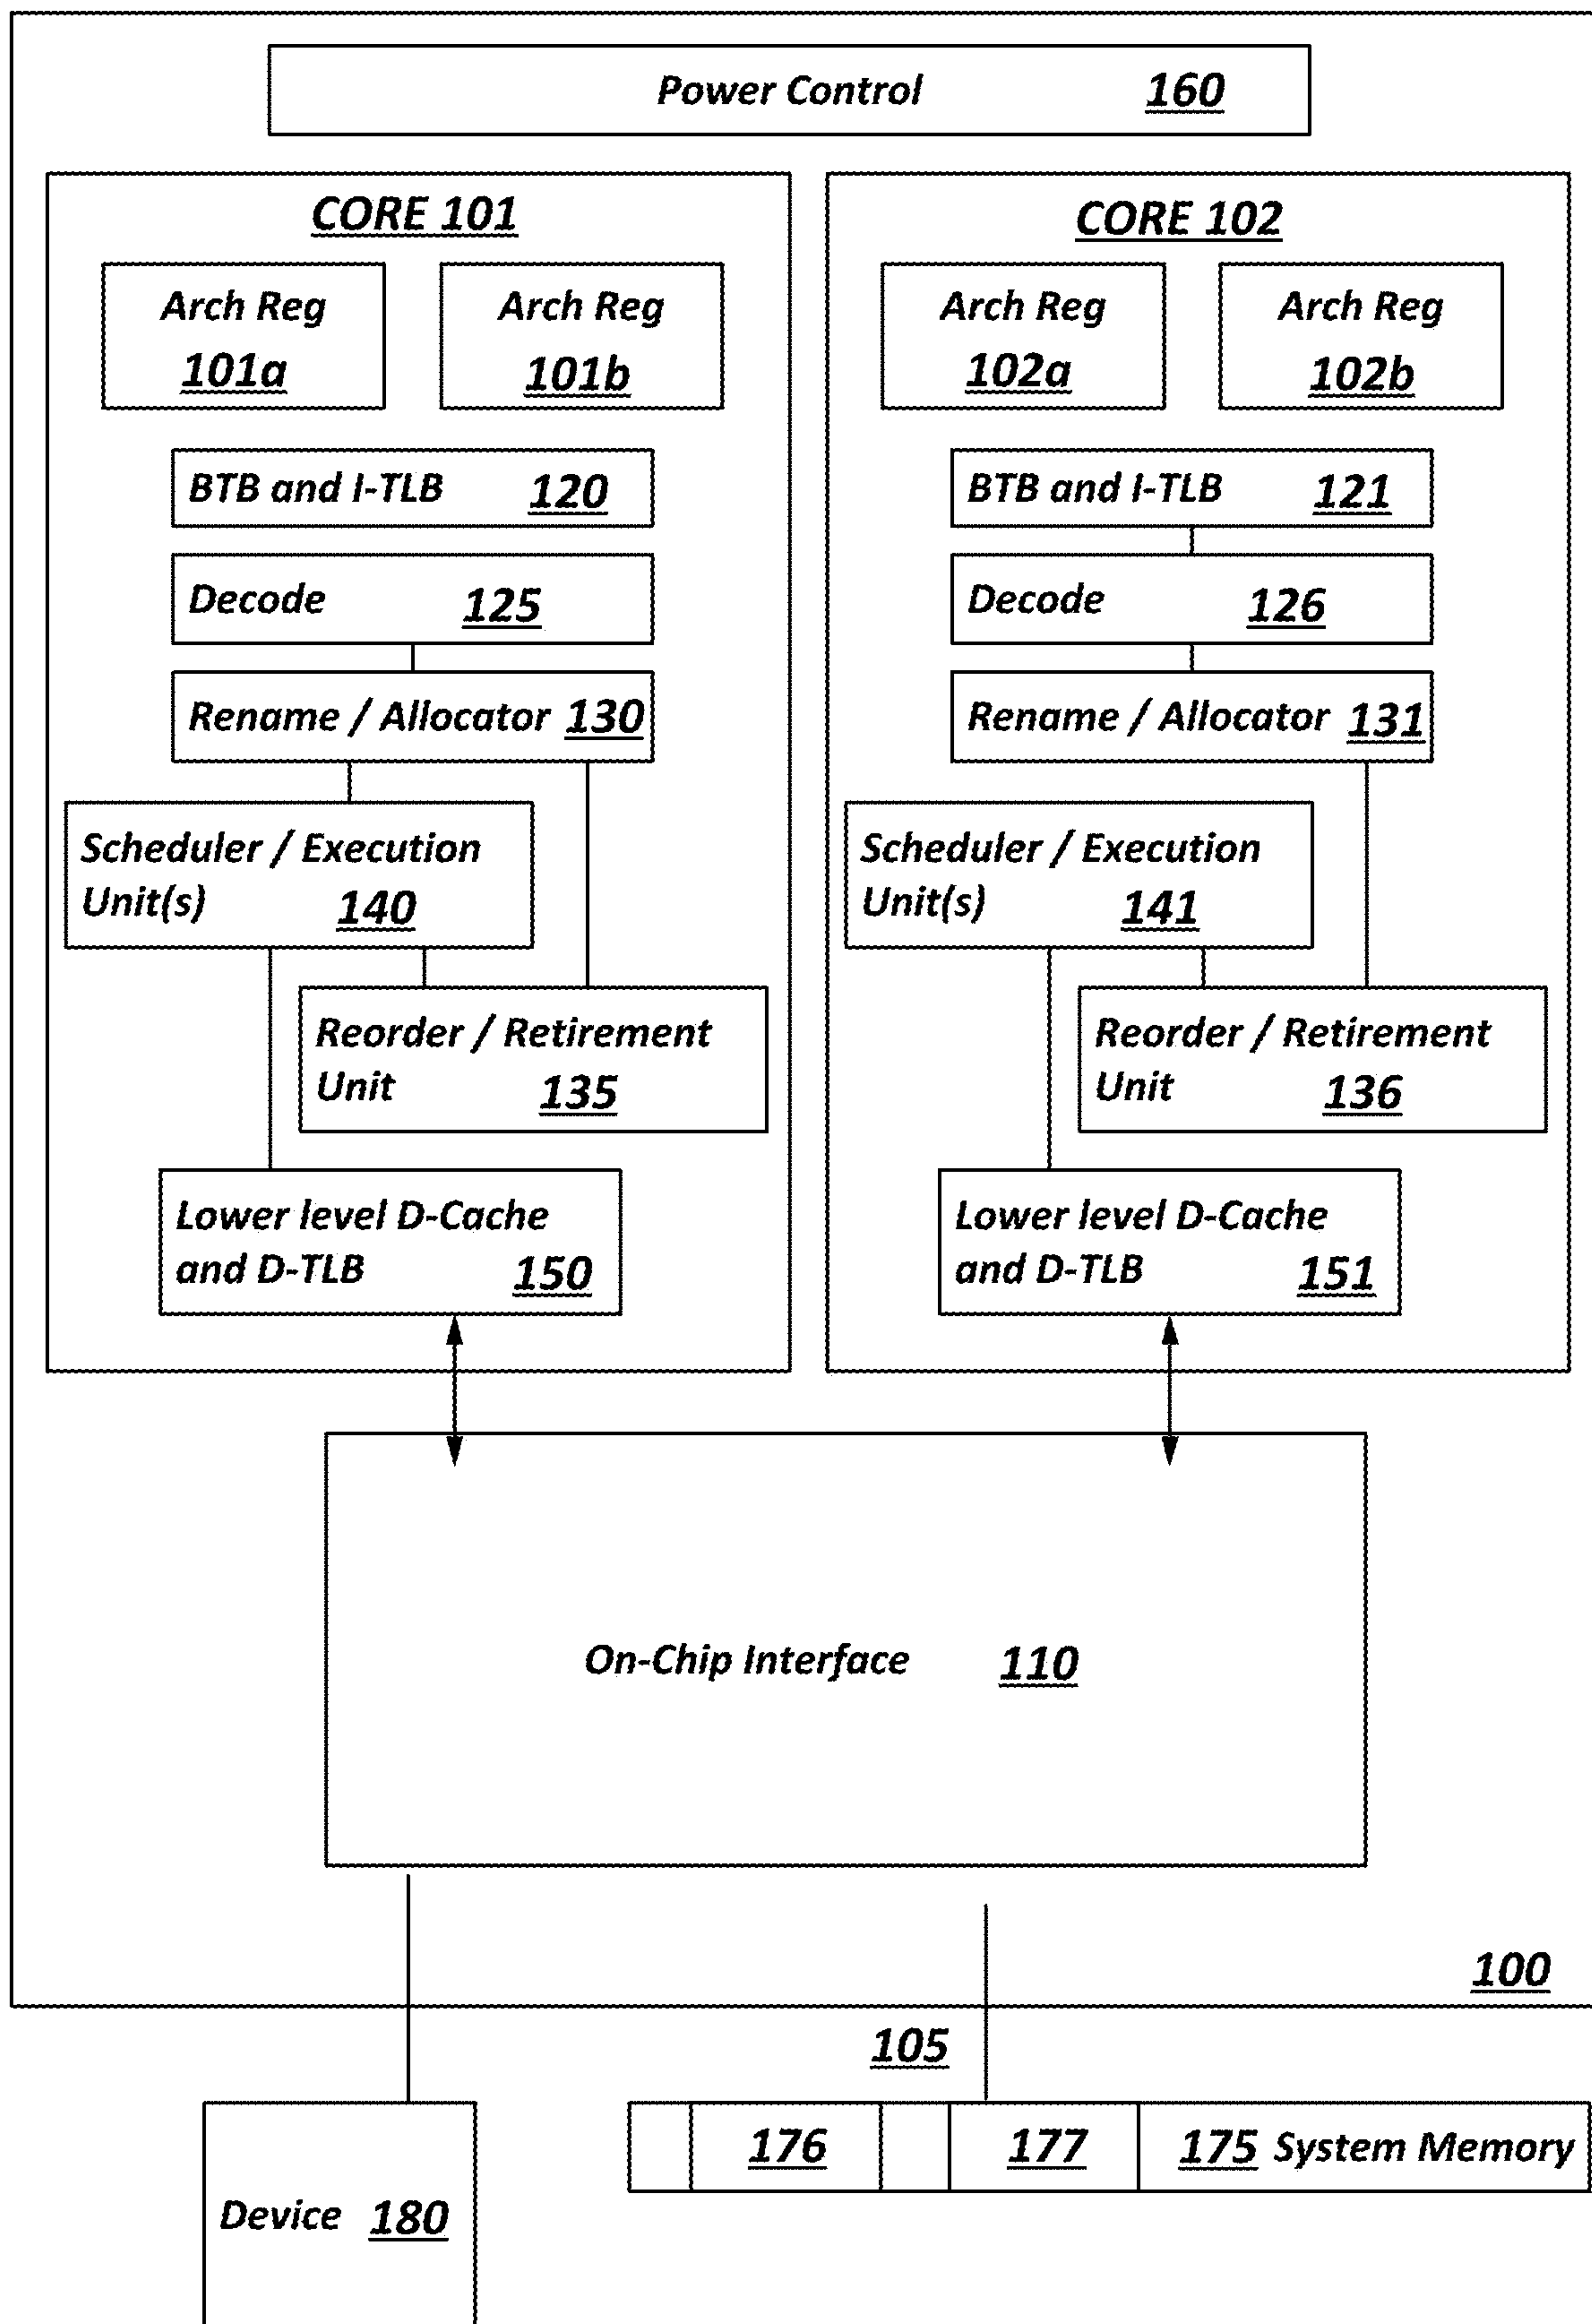 Power Control 160
CORE 101
Arch Reg
101a
Arch Reg
101b
BTB and I-TLB 120
Decode 125
Rename / Allocator 130
Scheduler / Execution
Unit(s) 140
Reorder / Retirement
Unit 135
Lower level D-Cache
and D-TLB 150
CORE 102
Arch Reg
102a
Arch Reg
102b
BTB and I-TLB 121
Decode 126
Rename / Allocator 131
Scheduler / Execution
Unit(s) 141
Reorder / Retirement
Unit 136
Lower level D-Cache
and D-TLB 151
On-Chip Interface 110
100
105
176 177 175 System Memory
Device 180